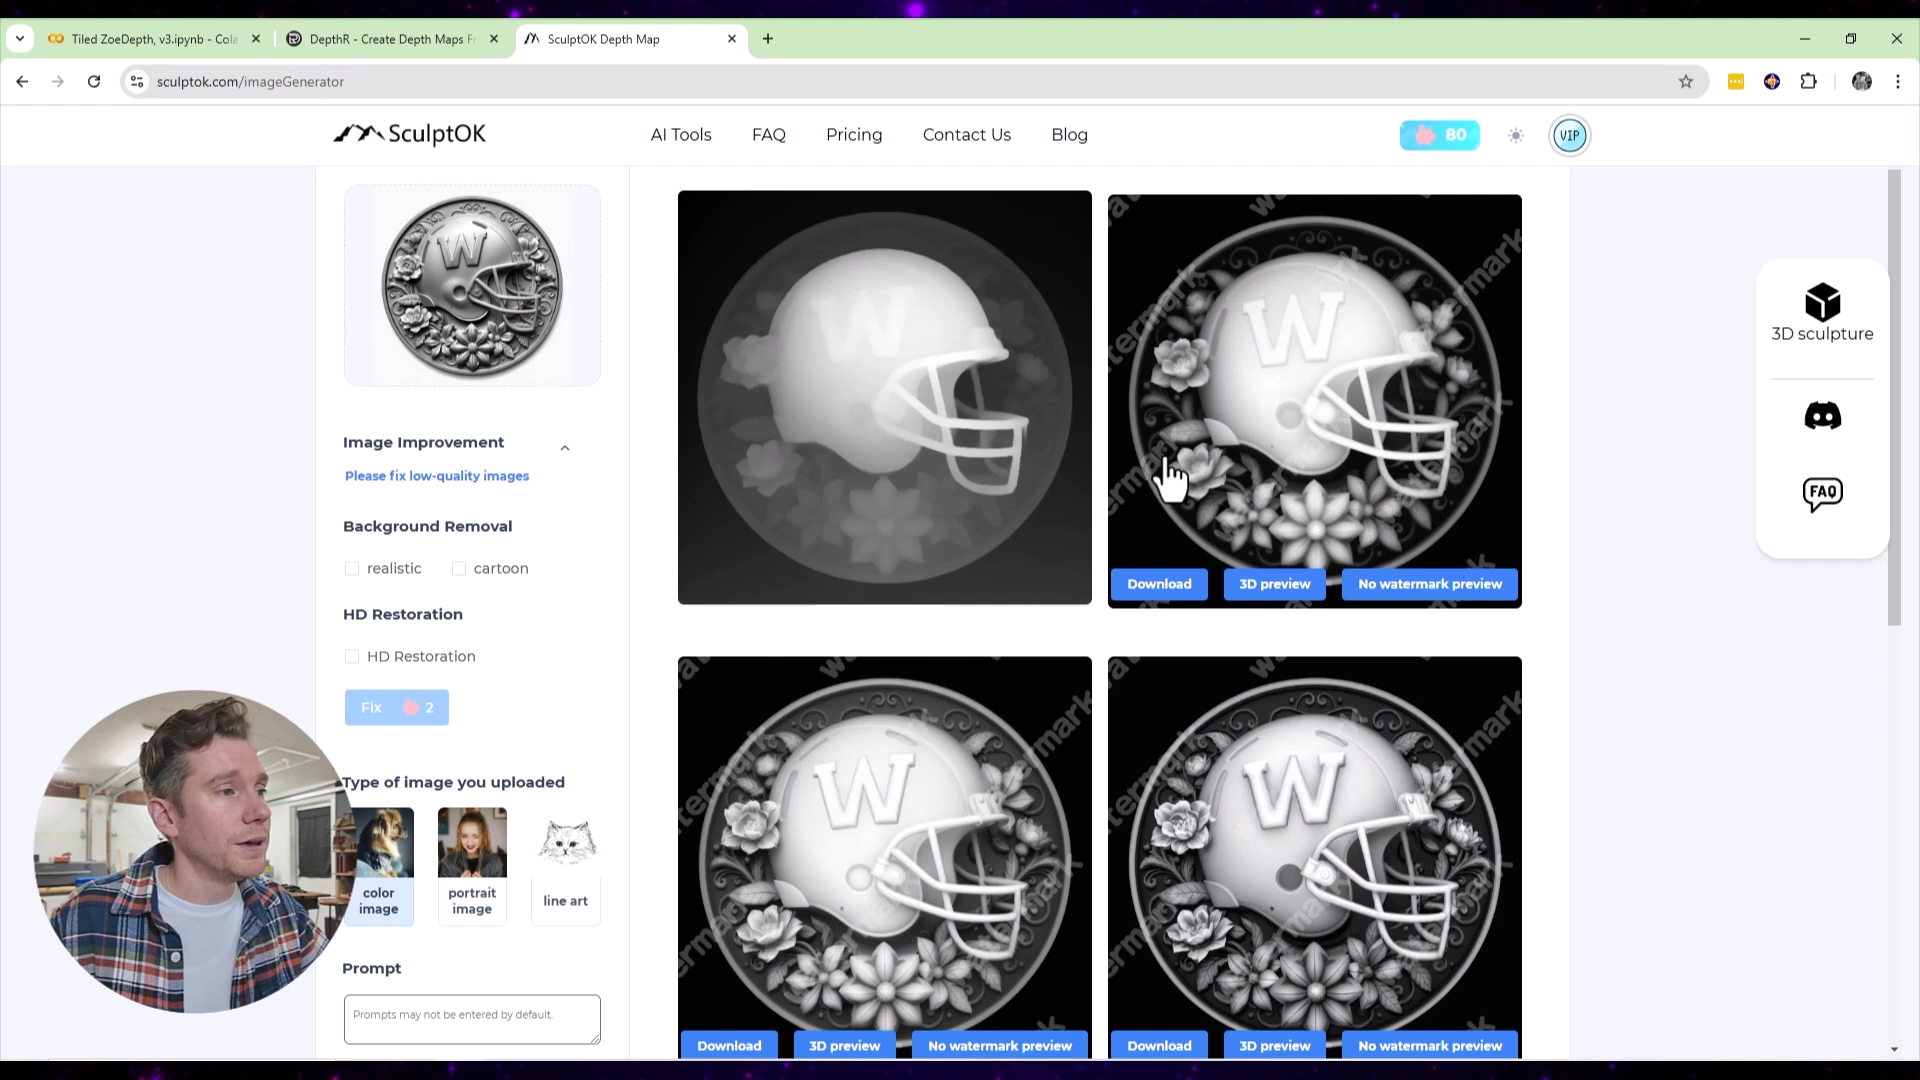 Tiled ZoeDepth, v3.ipynb - Cola
DepthR - Create Depth Maps Fr
SculptOK Depth Map
sculptok.com/imageGenerator
SculptOK
AI Tools
FAQ
Pricing
Contact Us
Blog
80
VIP
W
Image Improvement
Please fix low-quality images
Background Removal
realistic
cartoon
HD Restoration
HD Restoration
Fix
2
Type of image you uploaded
color
image
portrait
image
line art
Prompt
Prompts may not be entered by default.
W
W
watermark
Download
3D preview
No watermark preview
W
watermark
Download
3D preview
No watermark preview
W
watermark
Download
3D preview
No watermark preview
3D sculpture
FAQ